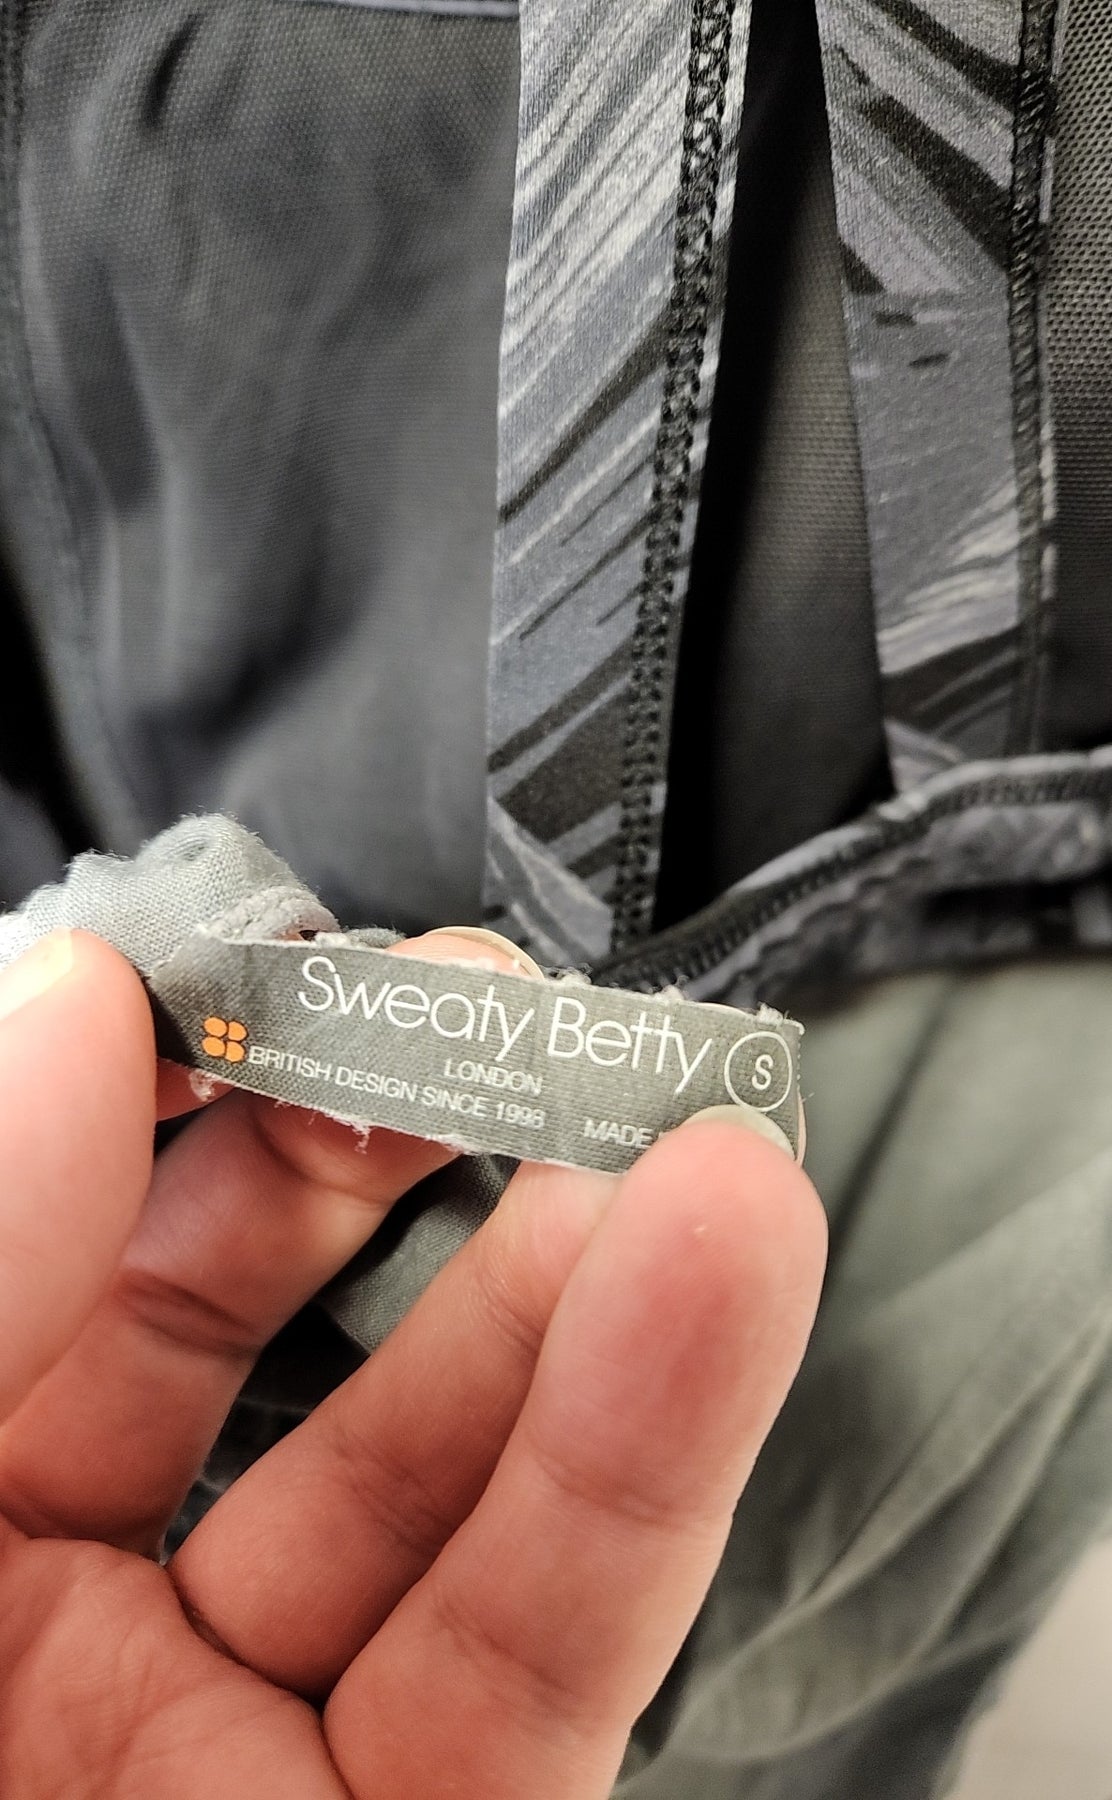 Sweaty Betty S
LONDON
BRITISH DESIGN SINCE 1998 MADE